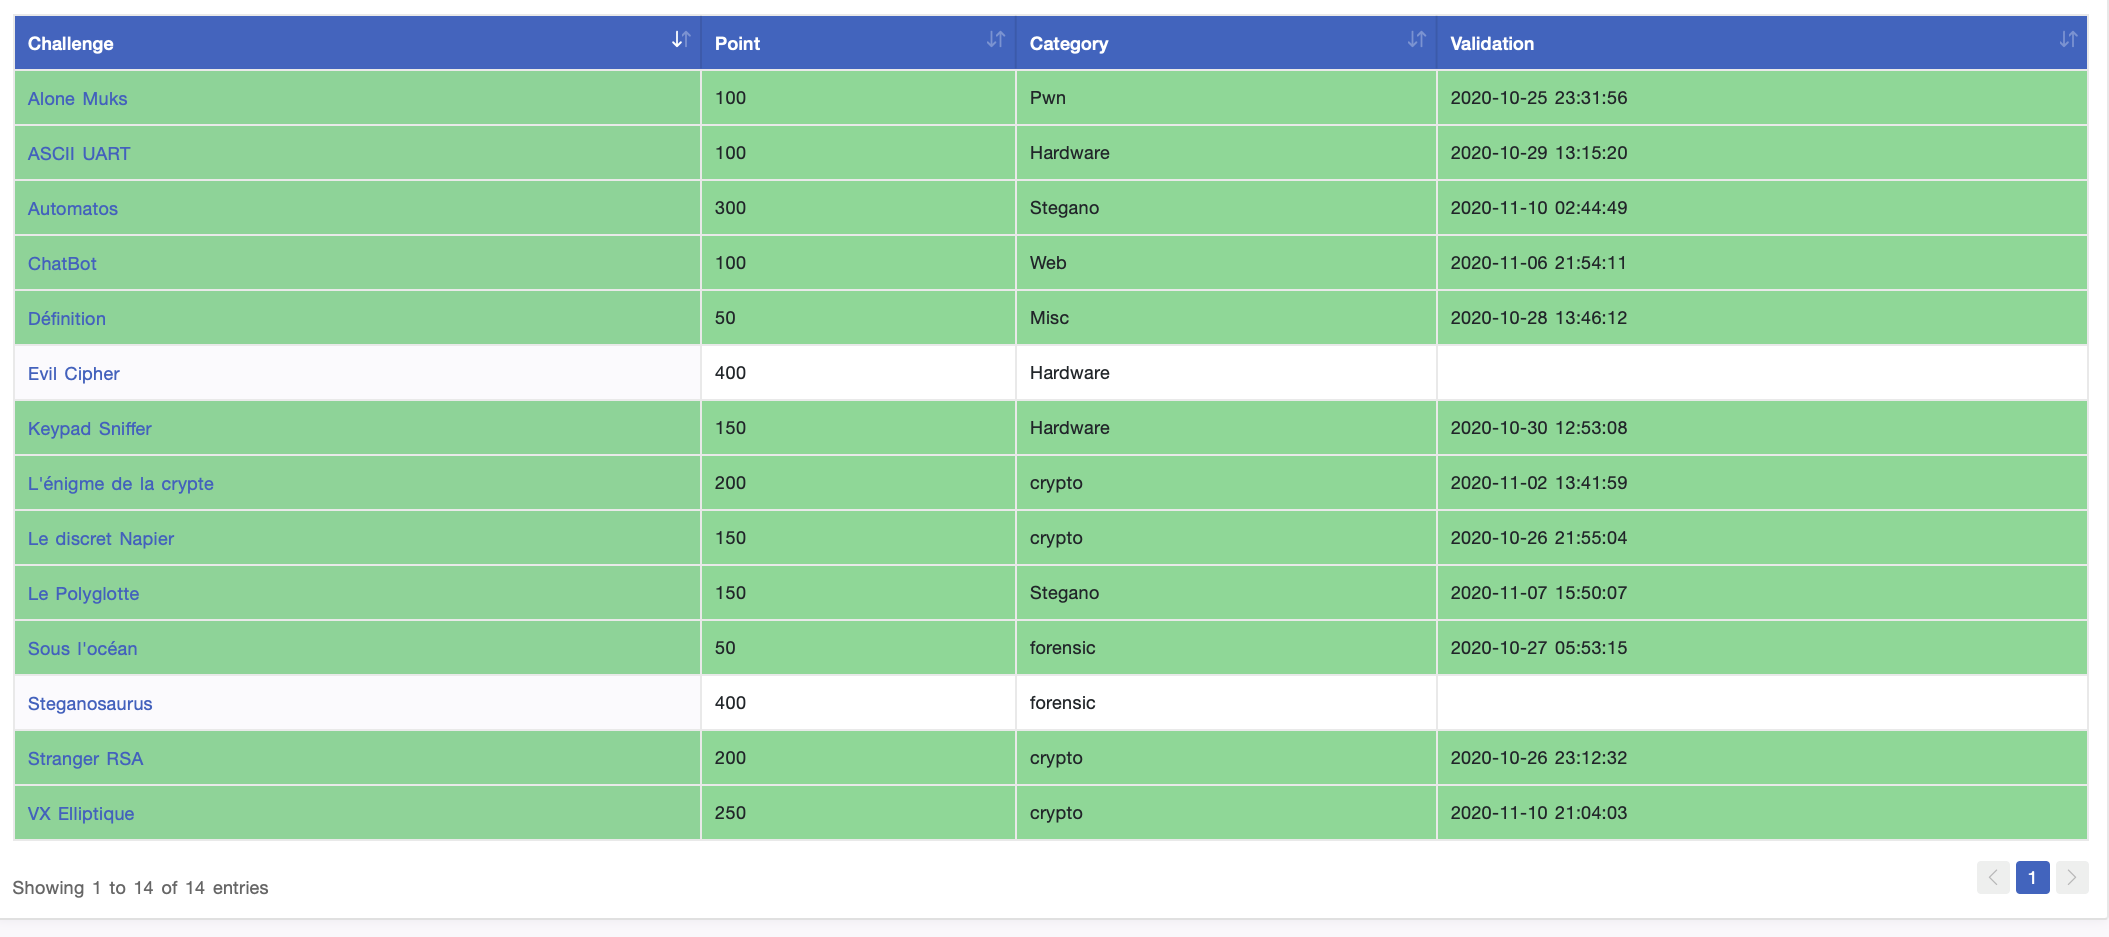 Challenge Point Category Validation
Alone Muks 100 Pwn 2020-10-25 23:31:56
ASCII UART 100 Hardware 2020-10-29 13:15:20
Automatos 300 Stegano 2020-11-10 02:44:49
ChatBot 100 Web 2020-11-06 21:54:11
Définition 50 Misc 2020-10-28 13:46:12
Evil Cipher 400 Hardware
Keypad Sniffer 150 Hardware 2020-10-30 12:53:08
L'énigme de la crypte 200 crypto 2020-11-02 13:41:59
Le discret Napier 150 crypto 2020-10-26 21:55:04
Le Polyglotte 150 Stegano 2020-11-07 15:50:07
Sous l'océan 50 forensic 2020-10-27 05:53:15
Steganosaurus 400 forensic
Stranger RSA 200 crypto 2020-10-26 23:12:32
VX Elliptique 250 crypto 2020-11-10 21:04:03
Showing 1 to 14 of 14 entries 1